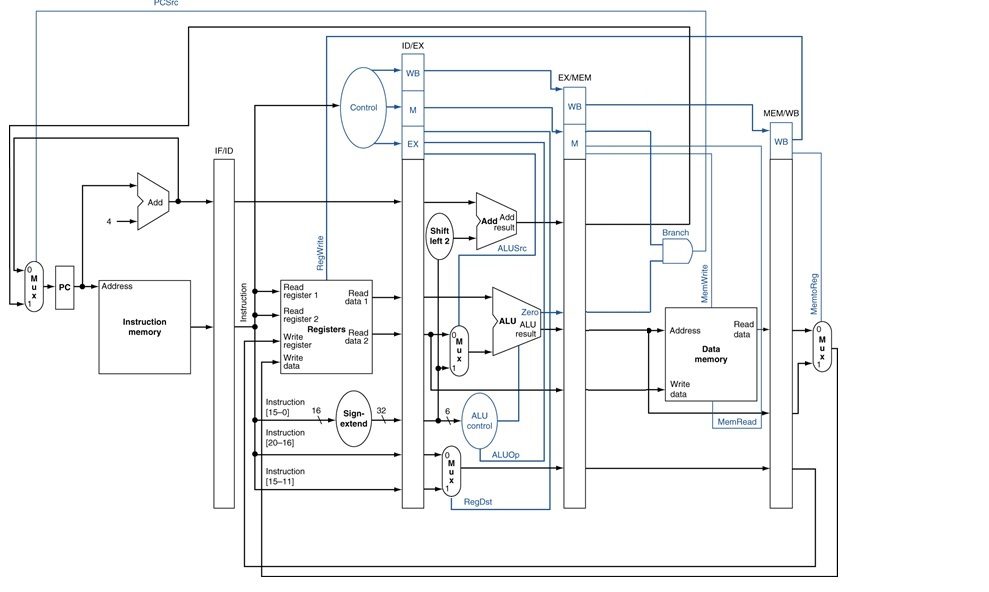 PCSrc
ID/EX
WB
EX/MEM
Control
M
WB
MEM/WB
EX
M
WB
IF/ID
Add
4
Shift
left 2
Add
Add
result
ALUSrc
RegWrite
Branch
MemWrite
MemtoReg
0
M
u
x
1
PC
Address
Instruction
memory
Instruction
Read
register 1
Read
register 2
Write
register
Write
data
Registers
Read
data 1
Read
data 2
0
M
u
x
1
ALU
Zero
ALU
result
Address
Read
data
Data
memory
Write
data
MemRead
0
M
u
x
1
Instruction
[15–0]
16
Sign-
extend
32
6
ALU
control
ALUOp
Instruction
[20–16]
Instruction
[15–11]
0
M
u
x
1
RegDst